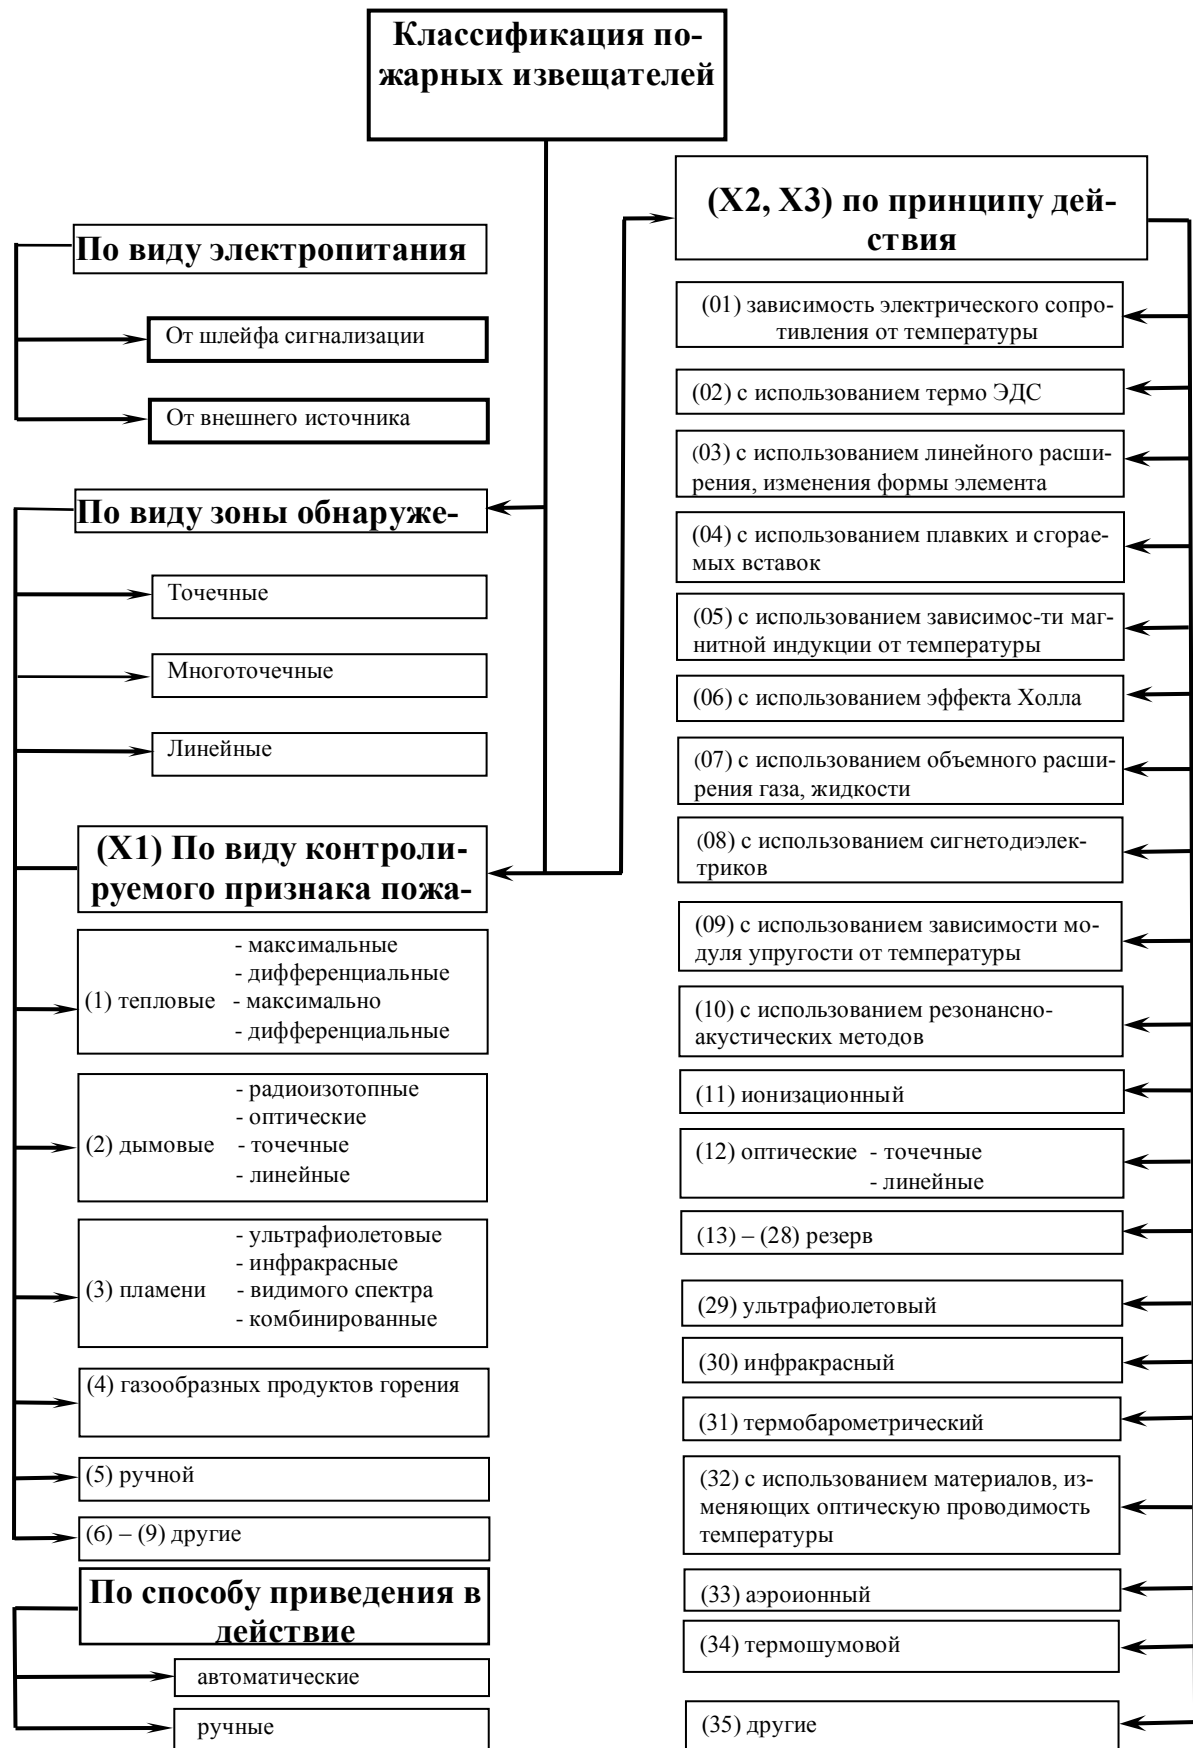 Классификация по-
жарных извещателей
По виду электропитания
От шлейфа сигнализации
От внешнего источника
По виду зоны обнаруже-
Точечные
Многоточечные
Линейные
(Х1) По виду контроли-
руемого признака пожа-
- максимальные
- дифференциальные
(1) тепловые - максимально
- дифференциальные
- радиоизотопные
- оптические
(2) дымовые - точечные
- линейные
- ультрафиолетовые
- инфракрасные
(3) пламени - видимого спектра
- комбинированные
(4) газообразных продуктов горения
(5) ручной
(6) – (9) другие
По способу приведения в
действие
автоматические
ручные
(Х2, Х3) по принципу дей-
ствия
(01) зависимость электрического сопро-
тивления от температуры
(02) с использованием термо ЭДС
(03) с использованием линейного расши-
рения, изменения формы элемента
(04) с использованием плавких и сгорае-
мых вставок
(05) с использованием зависимос-ти маг-
нитной индукции от температуры
(06) с использованием эффекта Холла
(07) с использованием объемного расши-
рения газа, жидкости
(08) с использованием сигнетодиэлек-
триков
(09) с использованием зависимости мо-
дуля упругости от температуры
(10) с использованием резонансно-
акустических методов
(11) ионизационный
(12) оптические - точечные
- линейные
(13) – (28) резерв
(29) ультрафиолетовый
(30) инфракрасный
(31) термобарометрический
(32) с использованием материалов, из-
меняющих оптическую проводимость
температуры
(33) аэроионный
(34) термошумовой
(35) другие